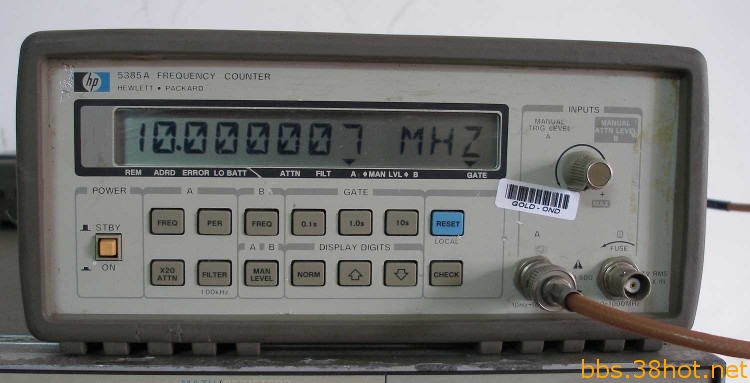 hp
5385A FREQUENCY COUNTER
HEWLETT • PACKARD
10.000007 MHZ
REM ADRD ERROR LO BATT ATTN FILT A MAN LVL B GATE
POWER
STBY
ON
A B GATE
FREQ PER FREQ 0.1s 1.0s 10s RESET
LOCAL
A B DISPLAY DIGITS
X20 ATTN FILTER MAN LEVEL NORM CHECK
100kHz
INPUTS
MANUAL TRIG LEVEL A
MANUAL ATTN LEVEL B
MAX
GOLD-OND
A B
FUSE
bbs.38hot.net